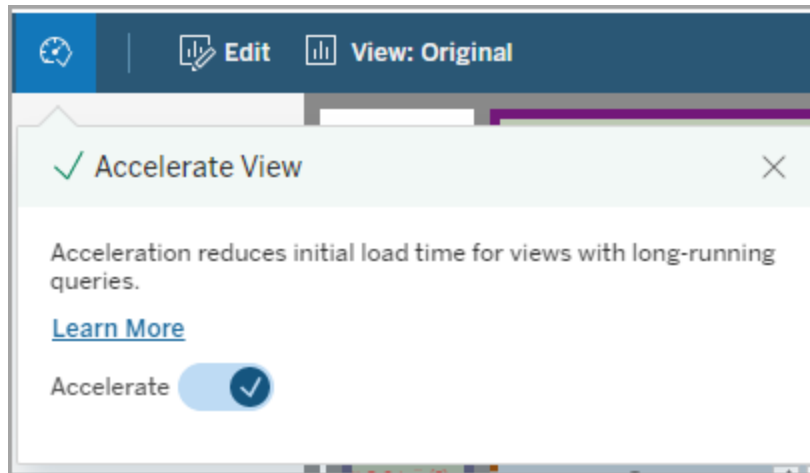 Edit
View: Original
Accelerate View
Acceleration reduces initial load time for views with long-running
queries.
Learn More
Accelerate